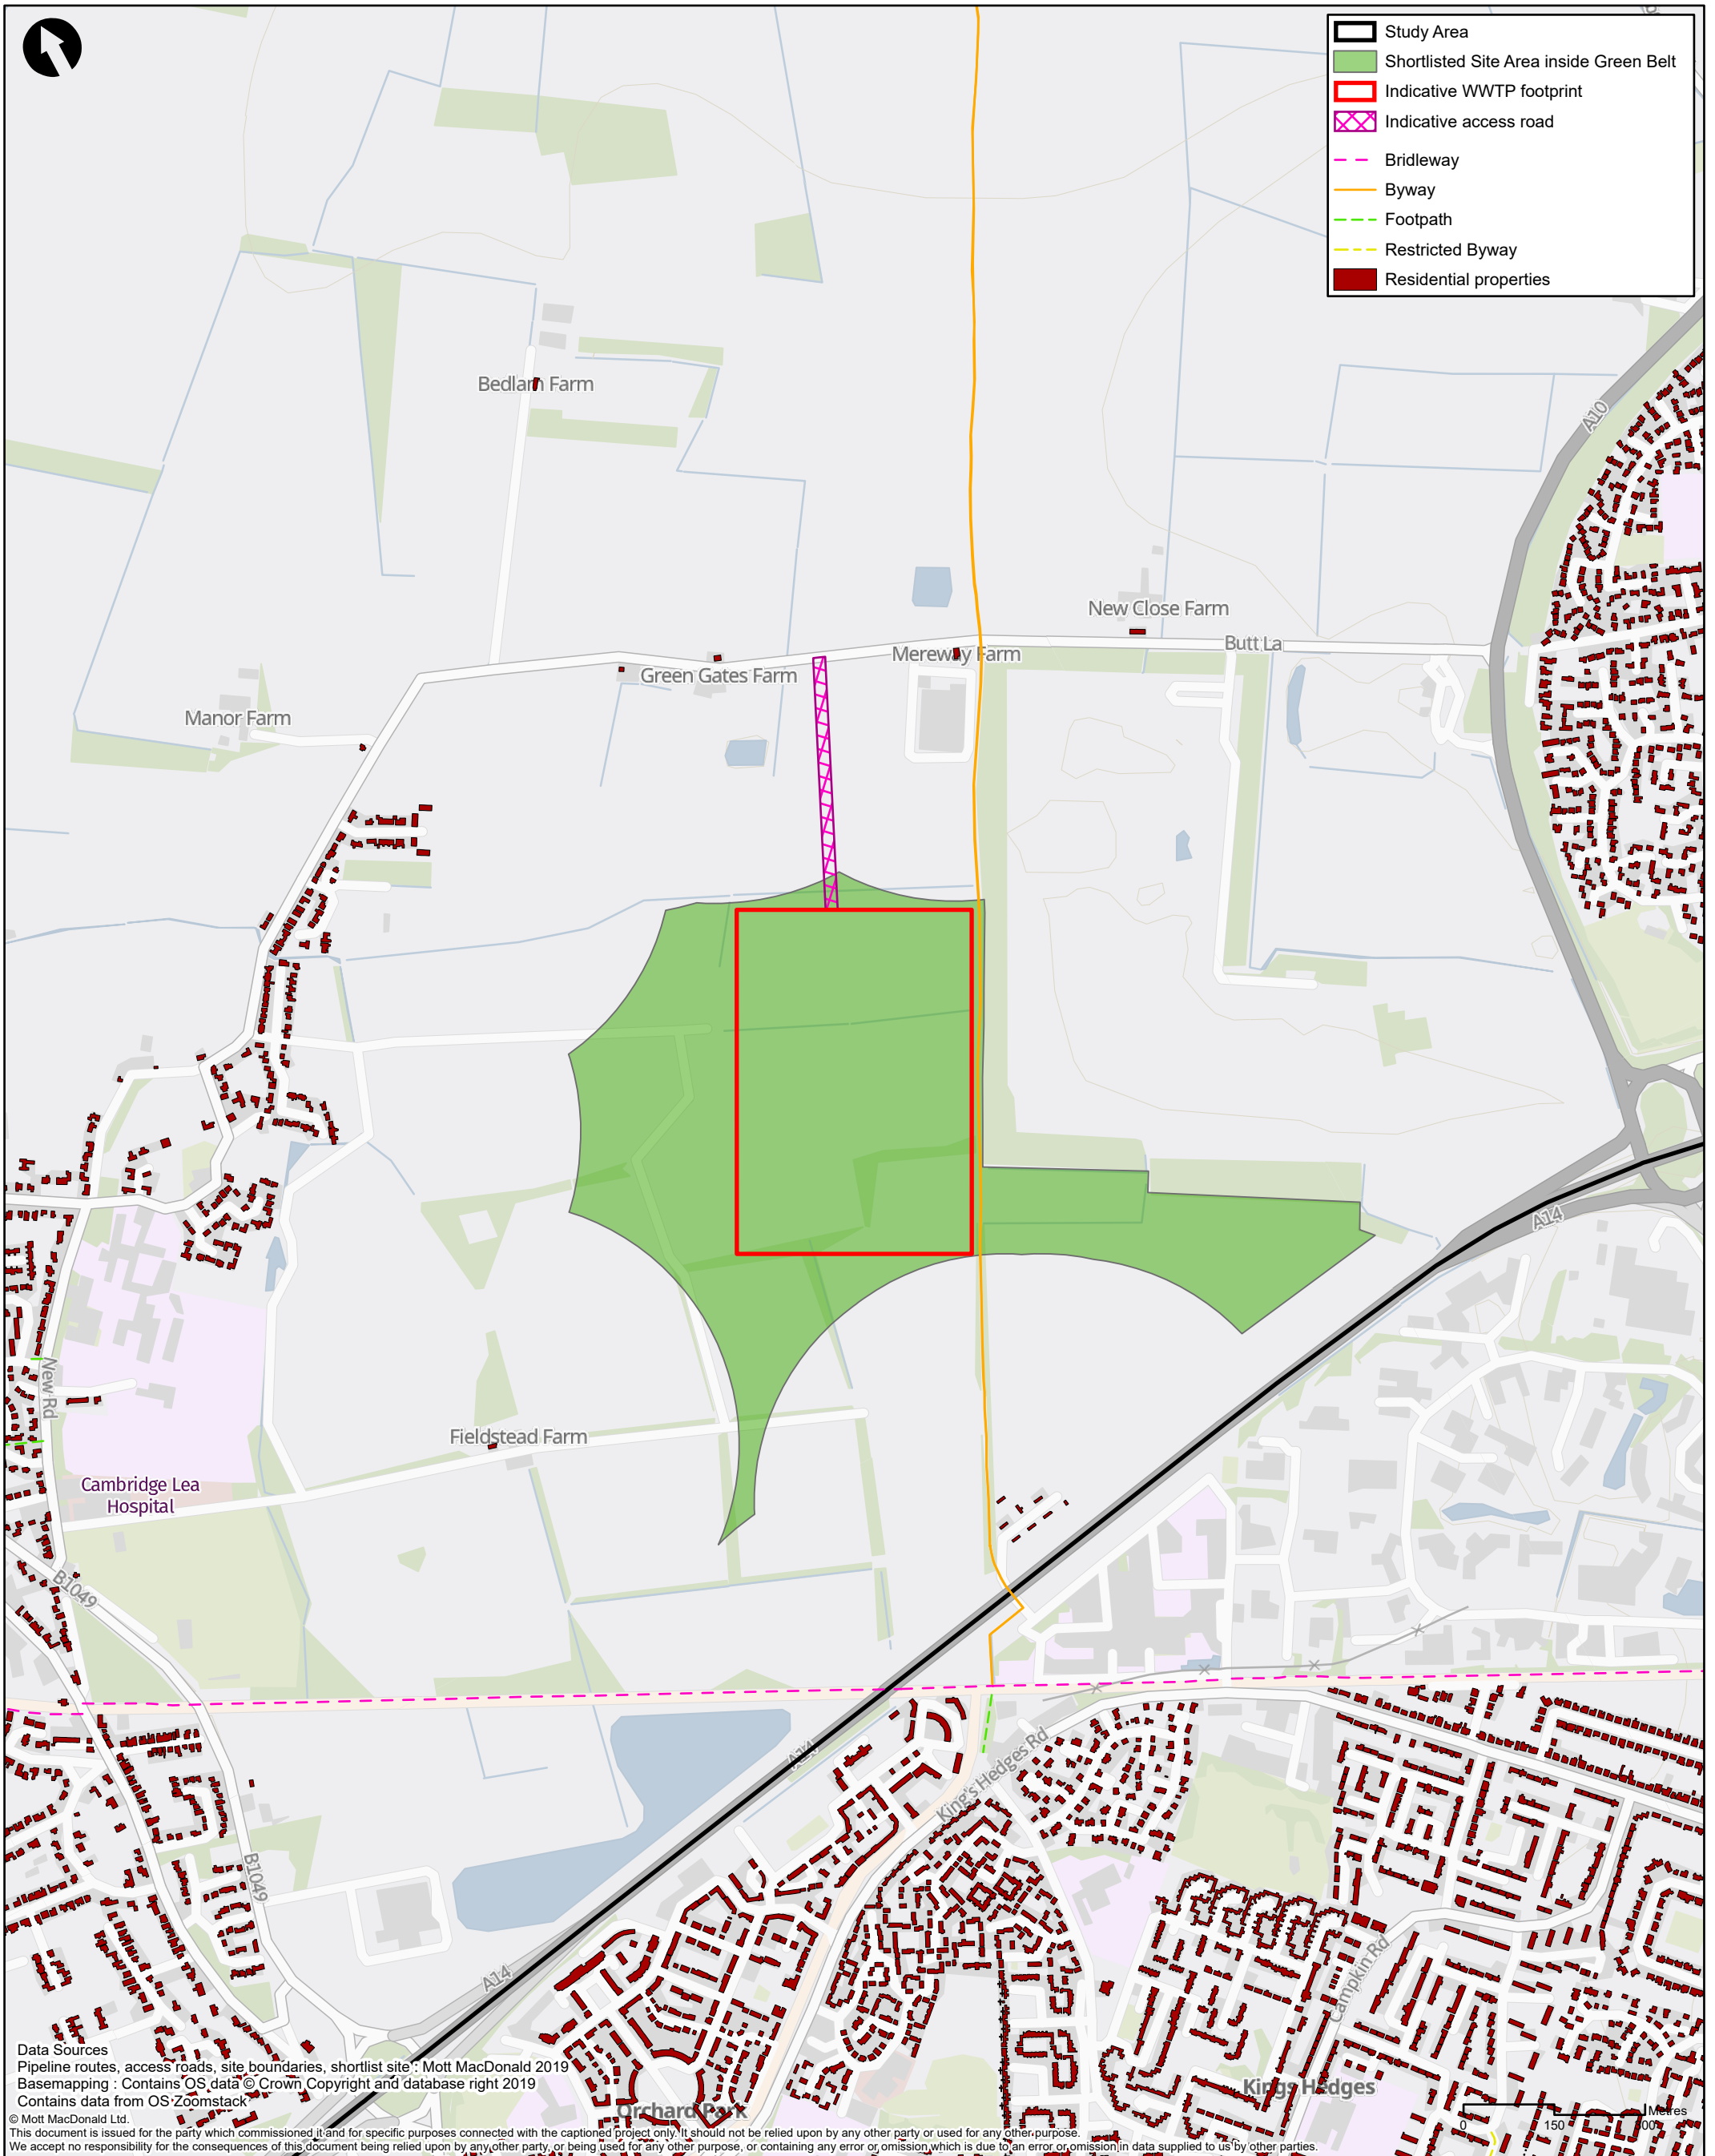 Study Area
Shortlisted Site Area inside Green Belt
Indicative WWTP footprint
Indicative access road
Bridleway
Byway
Footpath
Restricted Byway
Residential properties
Bedlam Farm
A10
New Close Farm
Butt La
Mereway Farm
Green Gates Farm
Manor Farm
A14
New Rd
Fieldstead Farm
Cambridge Lea
Hospital
B1049
A14
King's Hedges Rd
B1049
A14
Campkin Rd
Kings Hedges
Orchard Park
Metres
0
150
Data Sources
Pipeline routes, access roads, site boundaries, shortlist site : Mott MacDonald 2019
Basemapping : Contains OS data © Crown Copyright and database right 2019
Contains data from OS Zoomstack
© Mott MacDonald Ltd.
This document is issued for the party which commissioned it and for specific purposes connected with the captioned project only. It should not be relied upon by any other party or used for any other purpose.
We accept no responsibility for the consequences of this document being relied upon by any other party, or being used for any other purpose, or containing any error or omission which is due to an error or omission in data supplied to us by other parties.